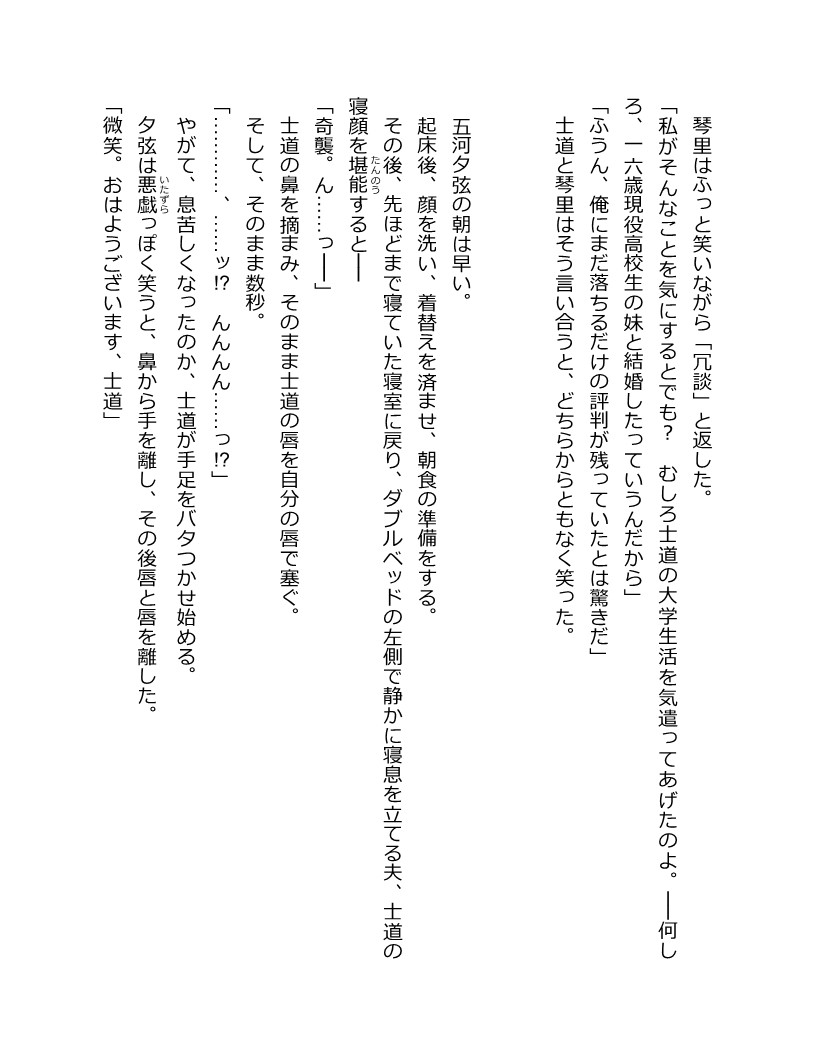 琴里はふっと笑いながら「冗談」と返した。
「私がそんなことを気にするとでも？　むしろ士道の大学生活を気遣ってあげたのよ。――何し
ろ、一六歳現役高校生の妹と結婚したっていうんだから」
「ふうん、俺にまだ落ちるだけの評判が残っていたとは驚きだ」
士道と琴里はそう言い合うと、どちらからともなく笑った。
五河夕弦の朝は早い。
起床後、顔を洗い、着替えを済ませ、朝食の準備をする。
その後、先ほどまで寝ていた寝室に戻り、ダブルベッドの左側で静かに寝息を立てる夫、士道の
寝顔を堪能すると――
たんのう
「奇襲。ん……っ――」
士道の鼻を摘まみ、そのまま士道の唇を自分の唇で塞ぐ。
そして、そのまま数秒。
「…………、……ッ!?　んんんん……っ!?」
やがて、息苦しくなったのか、士道が手足をバタつかせ始める。
夕弦は悪戯っぽく笑うと、鼻から手を離し、その後唇と唇を離した。
いたずら
「微笑。おはようございます、士道」